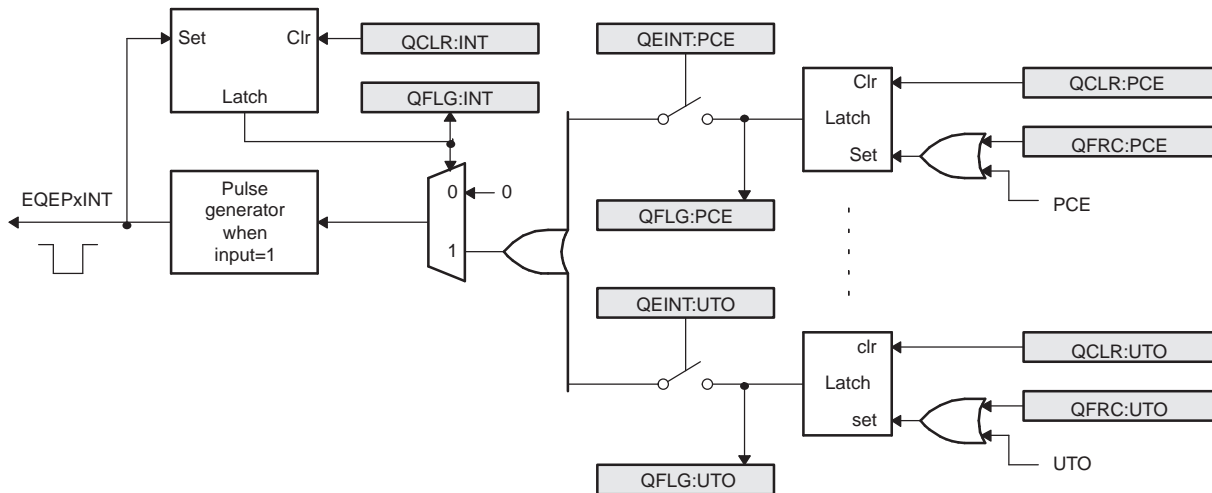 Set
Clr
Latch
QCLR:INT
QFLG:INT
EQEPxINT
Pulse
generator
when
input=1
0
0
1
QEINT:PCE
QFLG:PCE
Clr
Latch
Set
QCLR:PCE
QFRC:PCE
PCE
QEINT:UTO
QFLG:UTO
clr
Latch
set
QCLR:UTO
QFRC:UTO
UTO